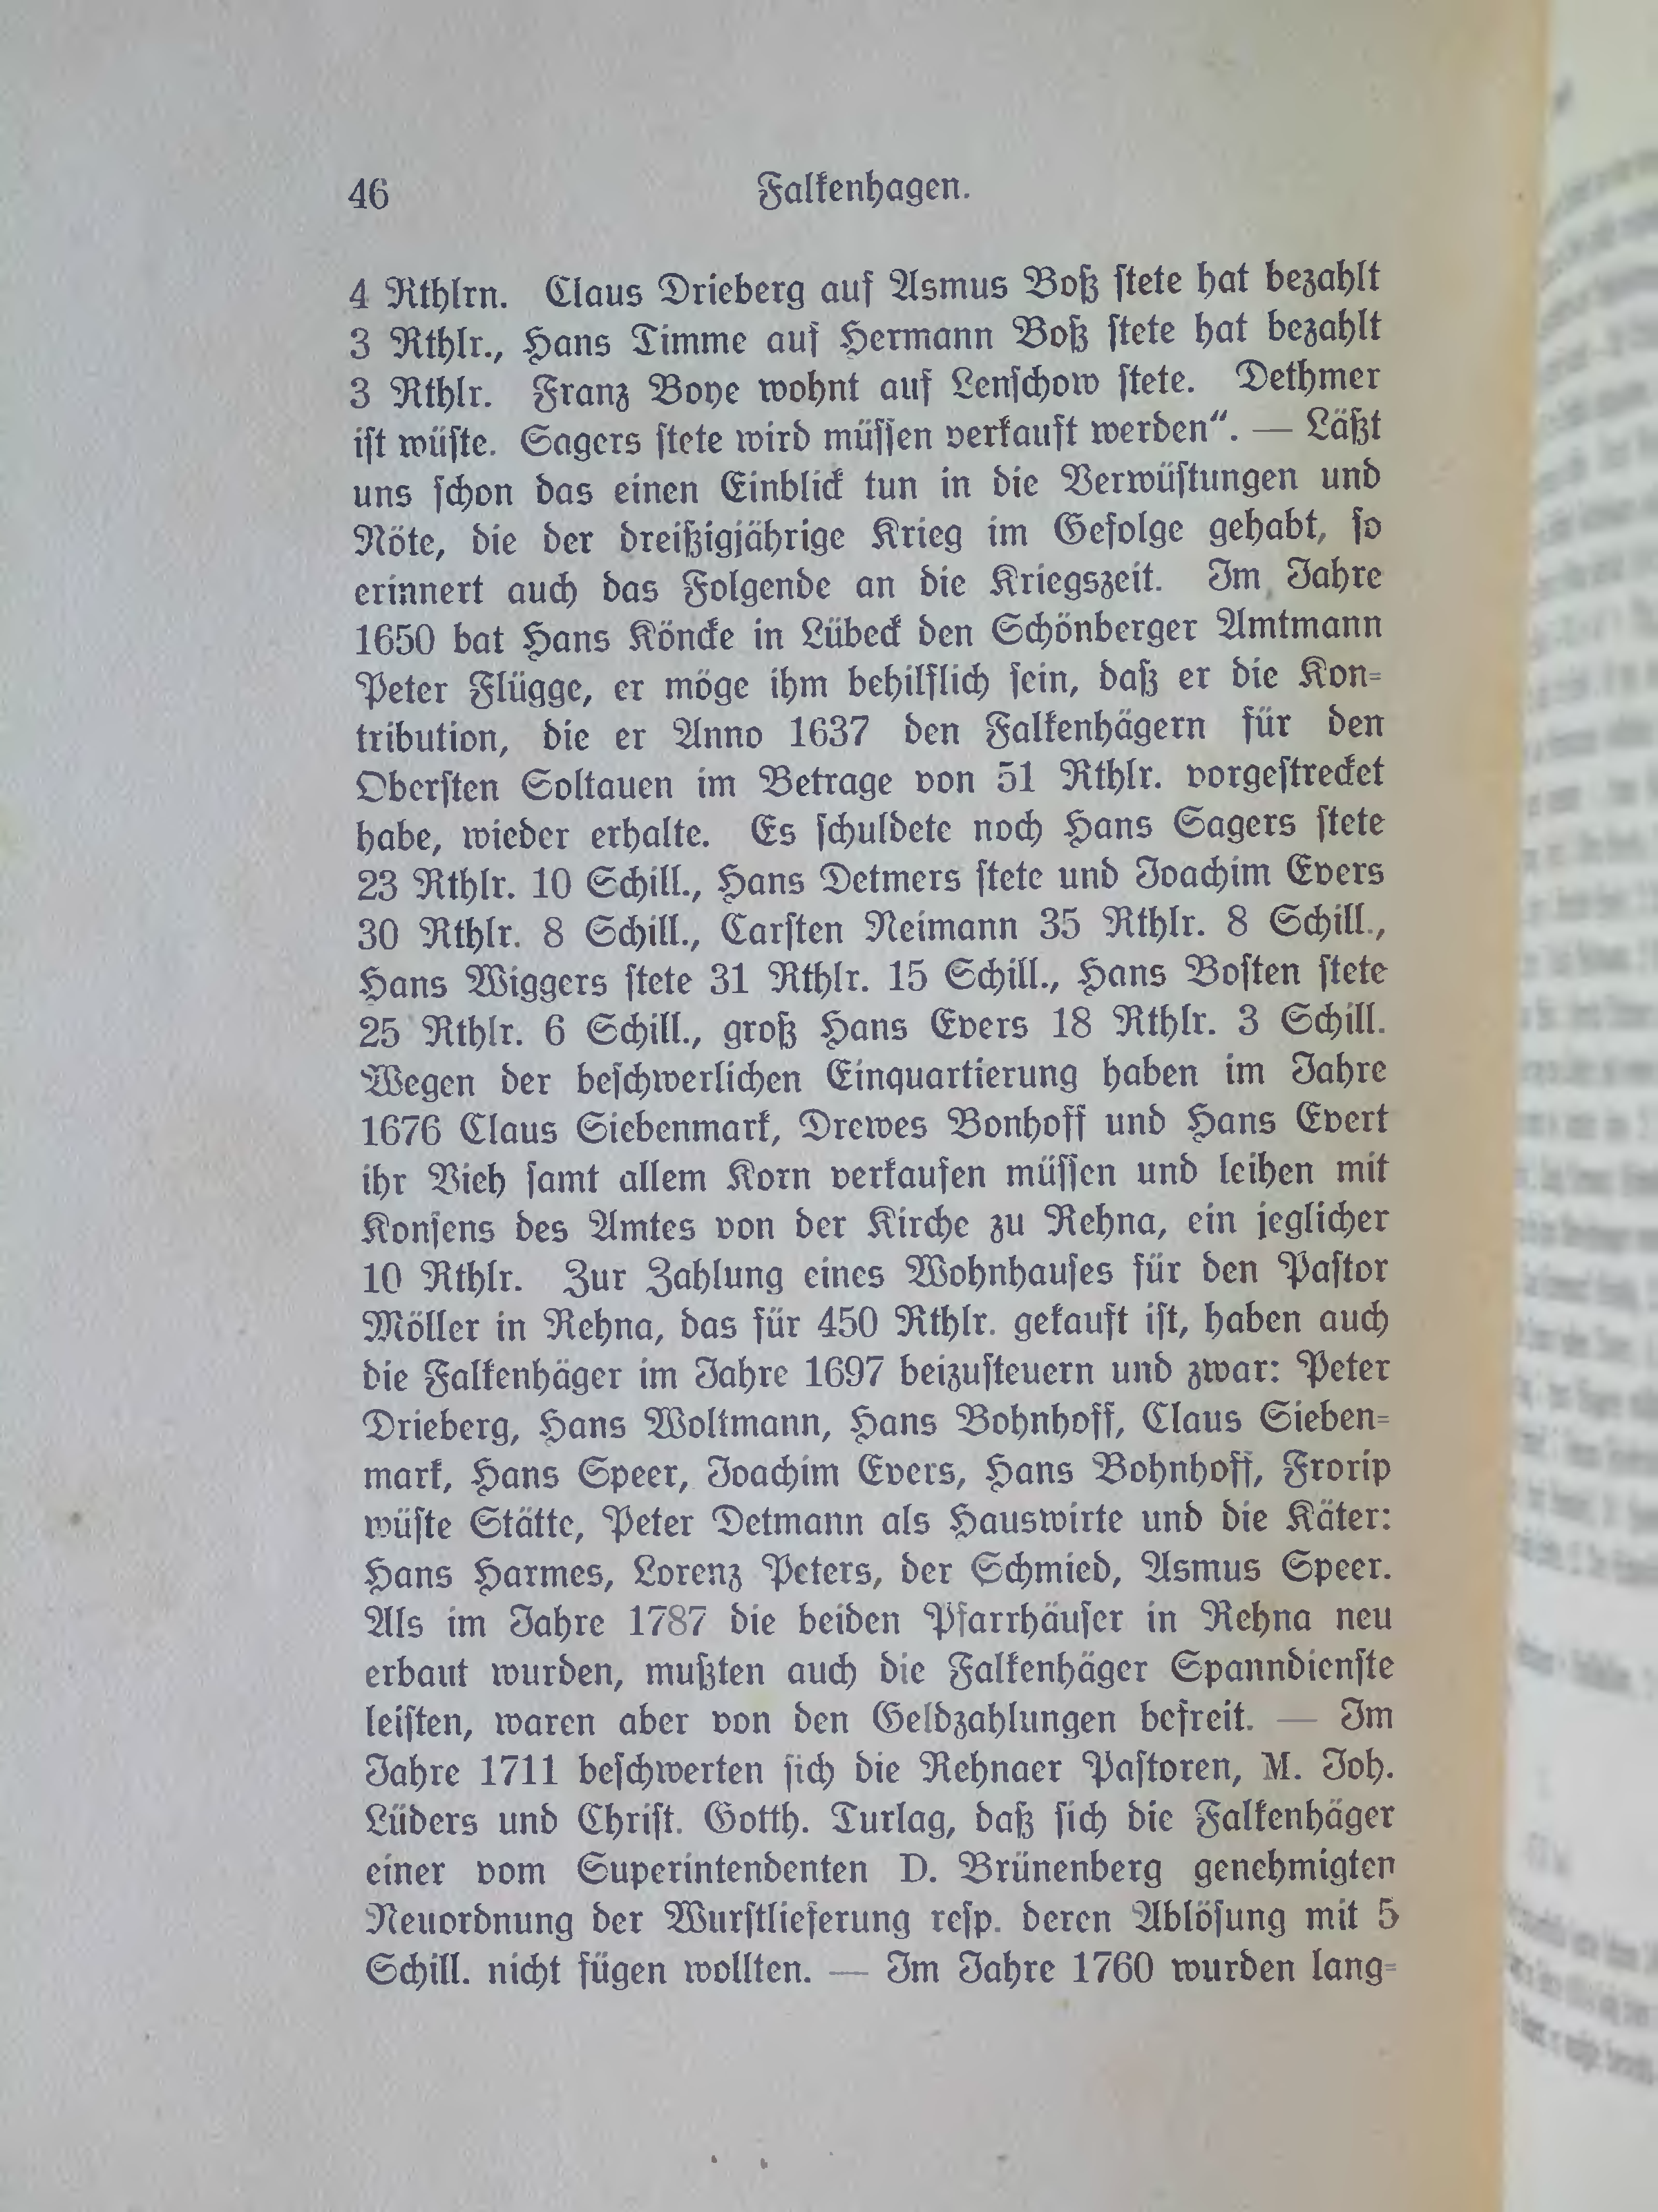 46 Falkenhagen.
4 Rthlrn. Claus Drieberg auf Asmus Boß stete hat bezahlt
3 Rthlr., Hans Timme auf Hermann Boß stete hat bezahlt
3 Rthlr. Franz Boye wohnt auf Lenschow stete. Dethmer
ist wüste. Sagers stete wird müssen verkauft werden“. — Läßt
uns schon das einen Einblick tun in die Verwüstungen und
Nöte, die der dreißigjährige Krieg im Gefolge gehabt, so
erinnert auch das Folgende an die Kriegszeit. Im Jahre
1650 bat Hans Köncke in Lübeck den Schönberger Amtmann
Peter Flügge, er möge ihm behilflich sein, daß er die Kon-
tribution, die er Anno 1637 den Falkenhägern für den
Obersten Soltauen im Betrage von 51 Rthlr. vorgestrecket
habe, wieder erhalte. Es schuldete noch Hans Sagers stete
23 Rthlr. 10 Schill., Hans Detmers stete und Joachim Evers
30 Rthlr. 8 Schill., Carsten Neimann 35 Rthlr. 8 Schill.,
Hans Wiggers stete 31 Rthlr. 15 Schill., Hans Bosten stete
25 Rthlr. 6 Schill., groß Hans Evers 18 Rthlr. 3 Schill.
Wegen der beschwerlichen Einquartierung haben im Jahre
1676 Claus Siebenmark, Drewes Bonhoff und Hans Evert
ihr Vieh samt allem Korn verkaufen müssen und leihen mit
Konsens des Amtes von der Kirche zu Rehna, ein jeglicher
10 Rthlr. Zur Zahlung eines Wohnhauses für den Pastor
Möller in Rehna, das für 450 Rthlr. gekauft ist, haben auch
die Falkenhäger im Jahre 1697 beizusteuern und zwar: Peter
Drieberg, Hans Woltmann, Hans Bohnhoff, Claus Sieben-
mark, Hans Speer, Joachim Evers, Hans Bohnhoff, Frorip
wüste Stätte, Peter Detmann als Hauswirte und die Käter:
Hans Harmes, Lorenz Peters, der Schmied, Asmus Speer.
Als im Jahre 1787 die beiden Pfarrhäuser in Rehna neu
erbaut wurden, mußten auch die Falkenhäger Spanndienste
leisten, waren aber von den Geldzahlungen befreit. — Im
Jahre 1711 beschwerten sich die Rehnaer Pastoren, M. Joh.
Lüders und Christ. Gotth. Turlag, daß sich die Falkenhäger
einer vom Superintendenten D. Brünenberg genehmigten
Neuordnung der Wurstlieferung resp. deren Ablösung mit 5
Schill. nicht fügen wollten. — Im Jahre 1760 wurden lang-